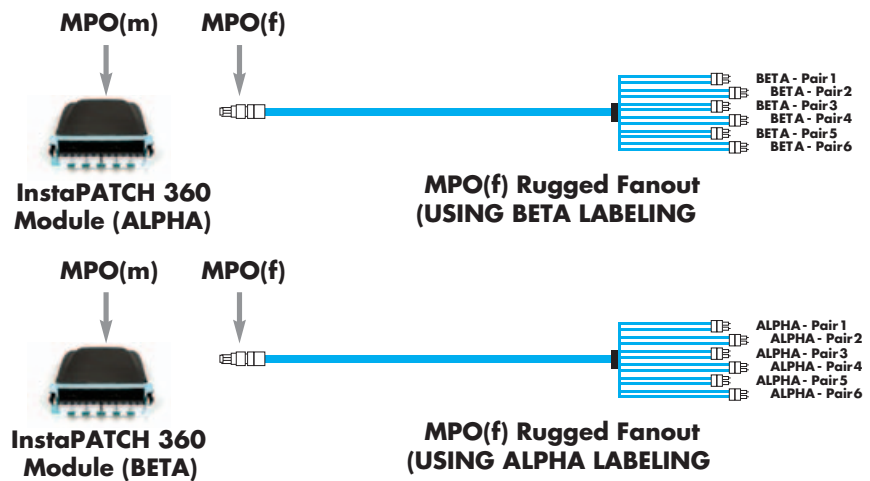 MPO(m) MPO(f)
BETA - Pair1
BETA - Pair2
BETA - Pair3
BETA - Pair4
BETA - Pair5
BETA - Pair6
InstaPATCH 360
Module (ALPHA)
MPO(f) Rugged Fanout
(USING BETA LABELING
MPO(m) MPO(f)
ALPHA - Pair1
ALPHA - Pair2
ALPHA - Pair3
ALPHA - Pair4
ALPHA - Pair5
ALPHA - Pair6
InstaPATCH 360
Module (BETA)
MPO(f) Rugged Fanout
(USING ALPHA LABELING